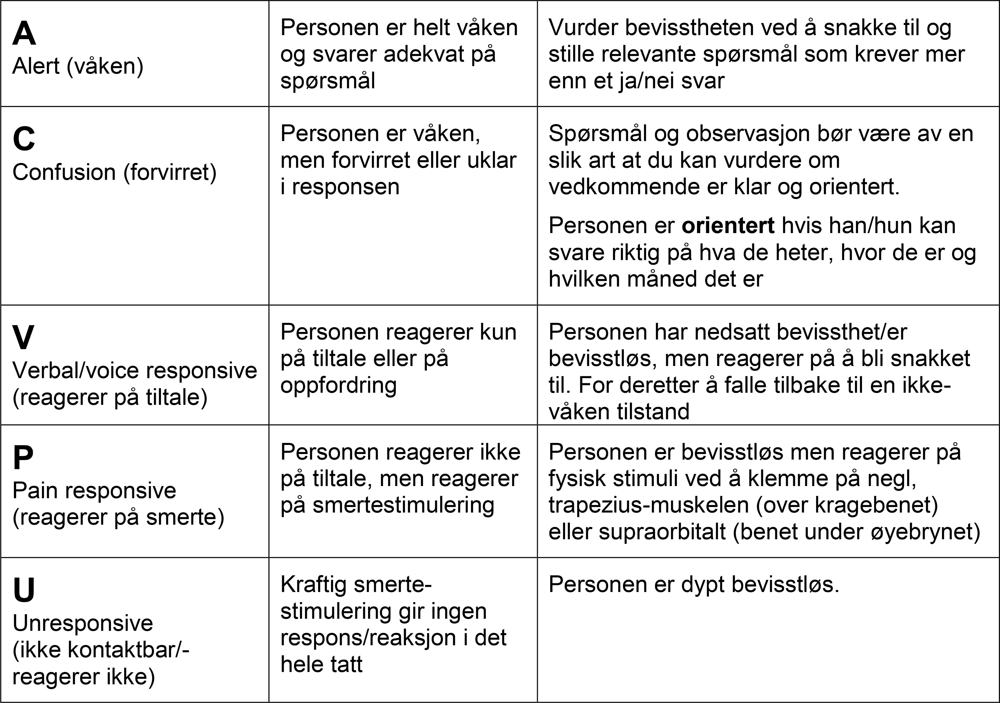 A
Alert (våken)
Personen er helt våken
og svarer adekvat på
spørsmål
Vurder bevisstheten ved å snakke til og
stille relevante spørsmål som krever mer
enn et ja/nei svar
C
Confusion (forvirret)
Personen er våken,
men forvirret eller uklar
i responsen
Spørsmål og observasjon bør være av en
slik art at du kan vurdere om
vedkommende er klar og orientert.
Personen er orientert hvis han/hun kan
svare riktig på hva de heter, hvor de er og
hvilken måned det er
V
Verbal/voice responsive
(reagerer på tiltale)
Personen reagerer kun
på tiltale eller på
oppfordring
Personen har nedsatt bevissthet/er
bevisstløs, men reagerer på å bli snakket
til. For deretter å falle tilbake til en ikke-
våken tilstand
P
Pain responsive
(reagerer på smerte)
Personen reagerer ikke
på tiltale, men reagerer
på smertestimulering
Personen er bevisstløs men reagerer på
fysisk stimuli ved å klemme på negl,
trapezius-muskelen (over kragebenet)
eller supraorbitalt (benet under øyebrynet)
U
Unresponsive
(ikke kontaktbar/-
reagerer ikke)
Kraftig smerte-
stimulering gir ingen
respons/reaksjon i det
hele tatt
Personen er dypt bevisstløs.